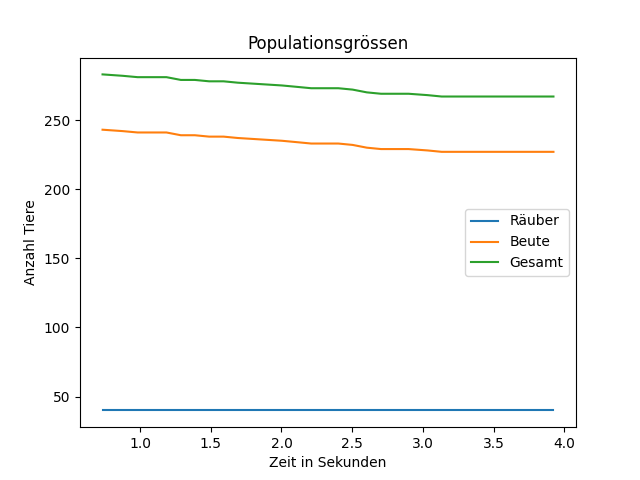 Populationsgrössen
Anzahl Tiere
250
200
150
100
50
Räuber
Beute
Gesamt
1.0 1.5 2.0 2.5 3.0 3.5 4.0
Zeit in Sekunden